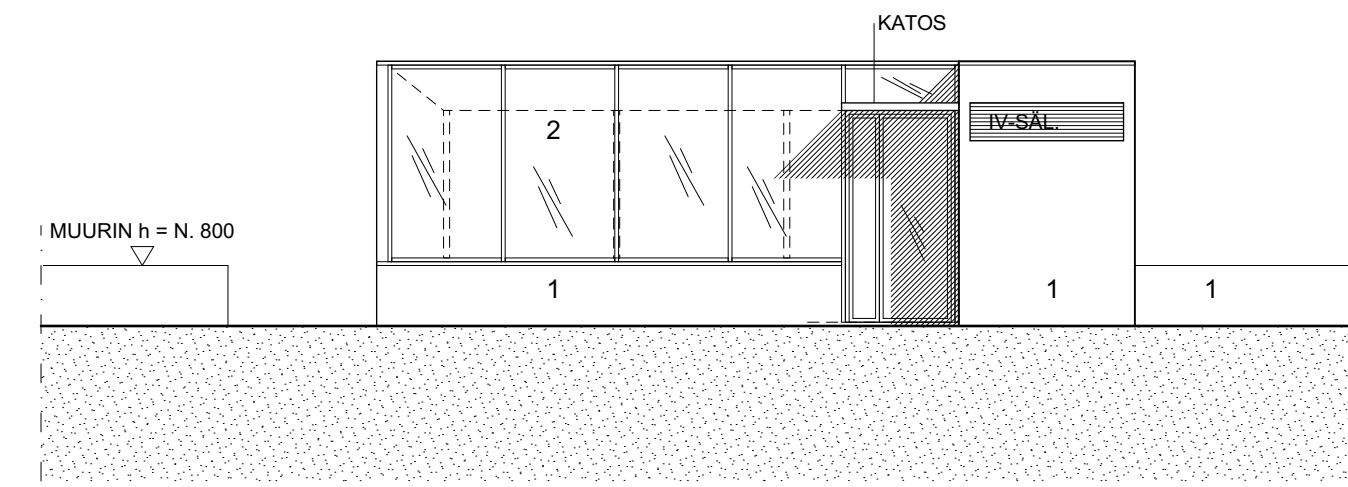 KATOS
IV-SÄL.
2
MUURIN h = N. 800
1
1
1